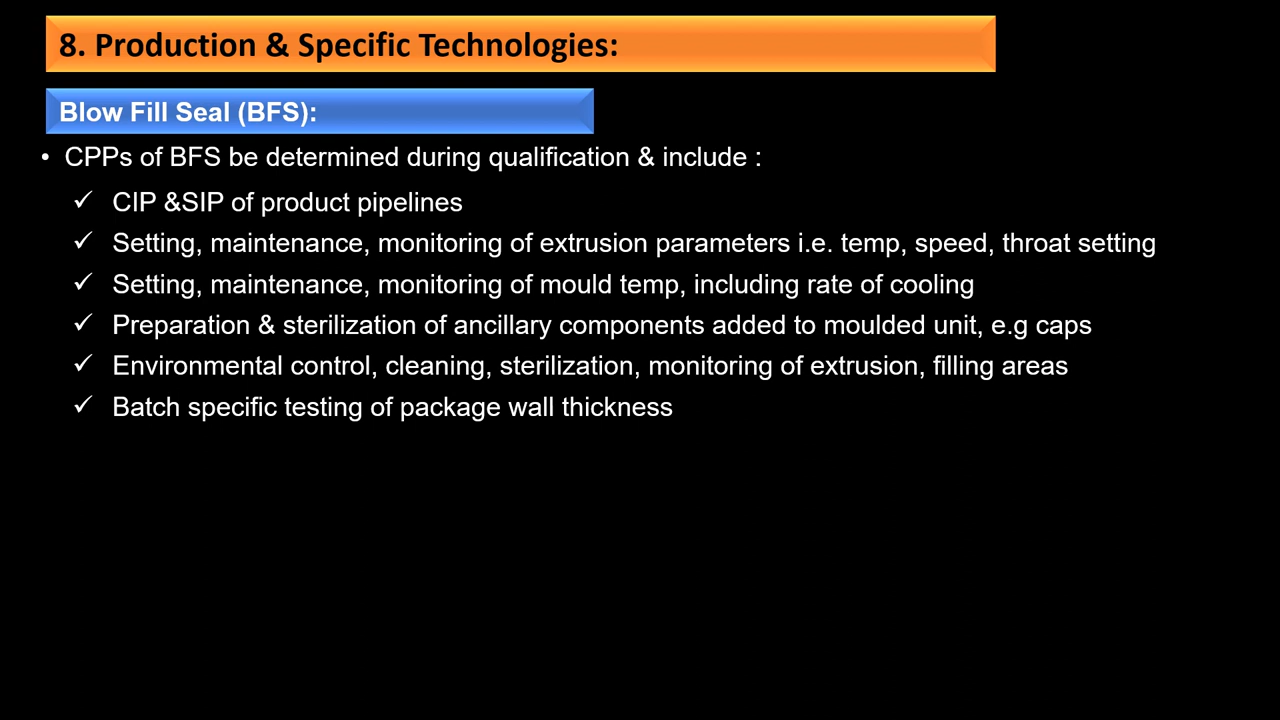 8. Production & Specific Technologies:
Blow Fill Seal (BFS):
• CPPs of BFS be determined during qualification & include :
✓ CIP &SIP of product pipelines
✓ Setting, maintenance, monitoring of extrusion parameters i.e. temp, speed, throat setting
✓ Setting, maintenance, monitoring of mould temp, including rate of cooling
✓ Preparation & sterilization of ancillary components added to moulded unit, e.g caps
✓ Environmental control, cleaning, sterilization, monitoring of extrusion, filling areas
✓ Batch specific testing of package wall thickness